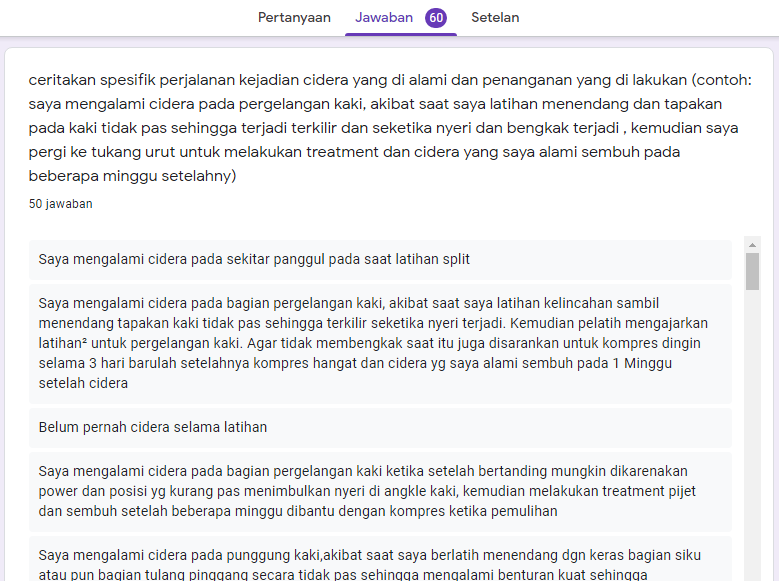 Pertanyaan Jawaban 60 Setelan
ceritakan spesifik perjalanan kejadian cidera yang di alami dan penanganan yang di lakukan (contoh:
saya mengalami cidera pada pergelangan kaki, akibat saat saya latihan menendang dan tapakan
pada kaki tidak pas sehingga terjadi terkilir dan seketika nyeri dan bengkak terjadi , kemudian saya
pergi ke tukang urut untuk melakukan treatment dan cidera yang saya alami sembuh pada
beberapa minggu setelahny)
50 jawaban
Saya mengalami cidera pada sekitar panggul pada saat latihan split
Saya mengalami cidera pada bagian pergelangan kaki, akibat saat saya latihan kelincahan sambil
menendang tapakan kaki tidak pas sehingga terkilir seketika nyeri terjadi. Kemudian pelatih mengajarkan
latihan² untuk pergelangan kaki. Agar tidak membengkak saat itu juga disarankan untuk kompres dingin
selama 3 hari barulah setelahnya kompres hangat dan cidera yg saya alami sembuh pada 1 Minggu
setelah cidera
Belum pernah cidera selama latihan
Saya mengalami cidera pada bagian pergelangan kaki ketika setelah bertanding mungkin dikarenakan
power dan posisi yg kurang pas menimbulkan nyeri di angkle kaki, kemudian melakukan treatment pijet
dan sembuh setelah beberapa minggu dibantu dengan kompres ketika pemulihan
Saya mengalami cidera pada punggung kaki,akibat saat saya berlatih menendang dgn keras bagian siku
atau pun bagian tulang pinggang secara tidak pas sehingga mengalami benturan kuat sehingga